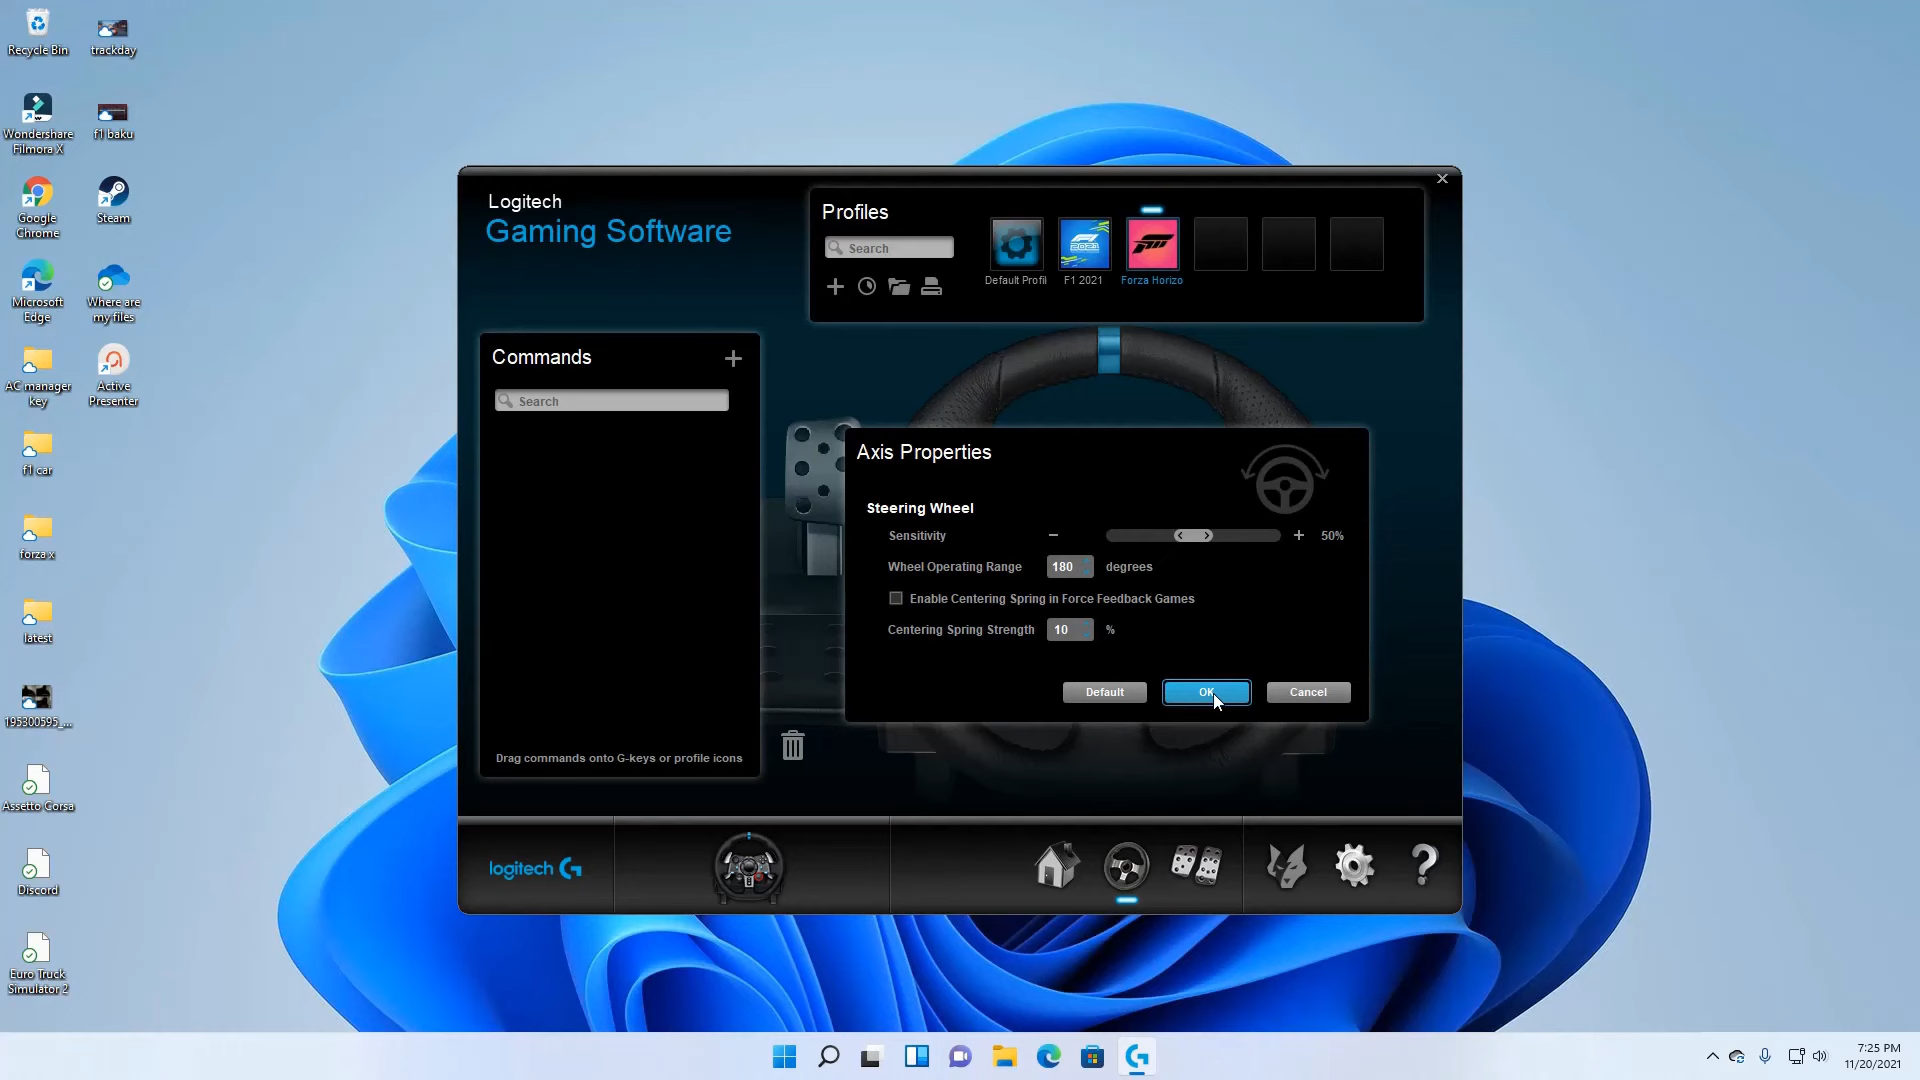 Recycle Bin
trackday
Wondershare
Filmora X
f1 baku
Google
Chrome
Steam
Microsoft
Edge
Where are
my files
AC manager
key
Active
Presenter
f1 car
forza x
latest
195300595_...
Assetto Corsa
Discord
Euro Truck
Simulator 2
Logitech
Gaming Software
Profiles
Search
Default Profil
F1 2021
Forza Horizo
Commands
Search
Drag commands onto G-keys or profile icons
Axis Properties
Steering Wheel
Sensitivity
50%
Wheel Operating Range 180 degrees
Enable Centering Spring in Force Feedback Games
Centering Spring Strength 10 %
Default
OK
Cancel
logitech G
7:25 PM
11/20/2021